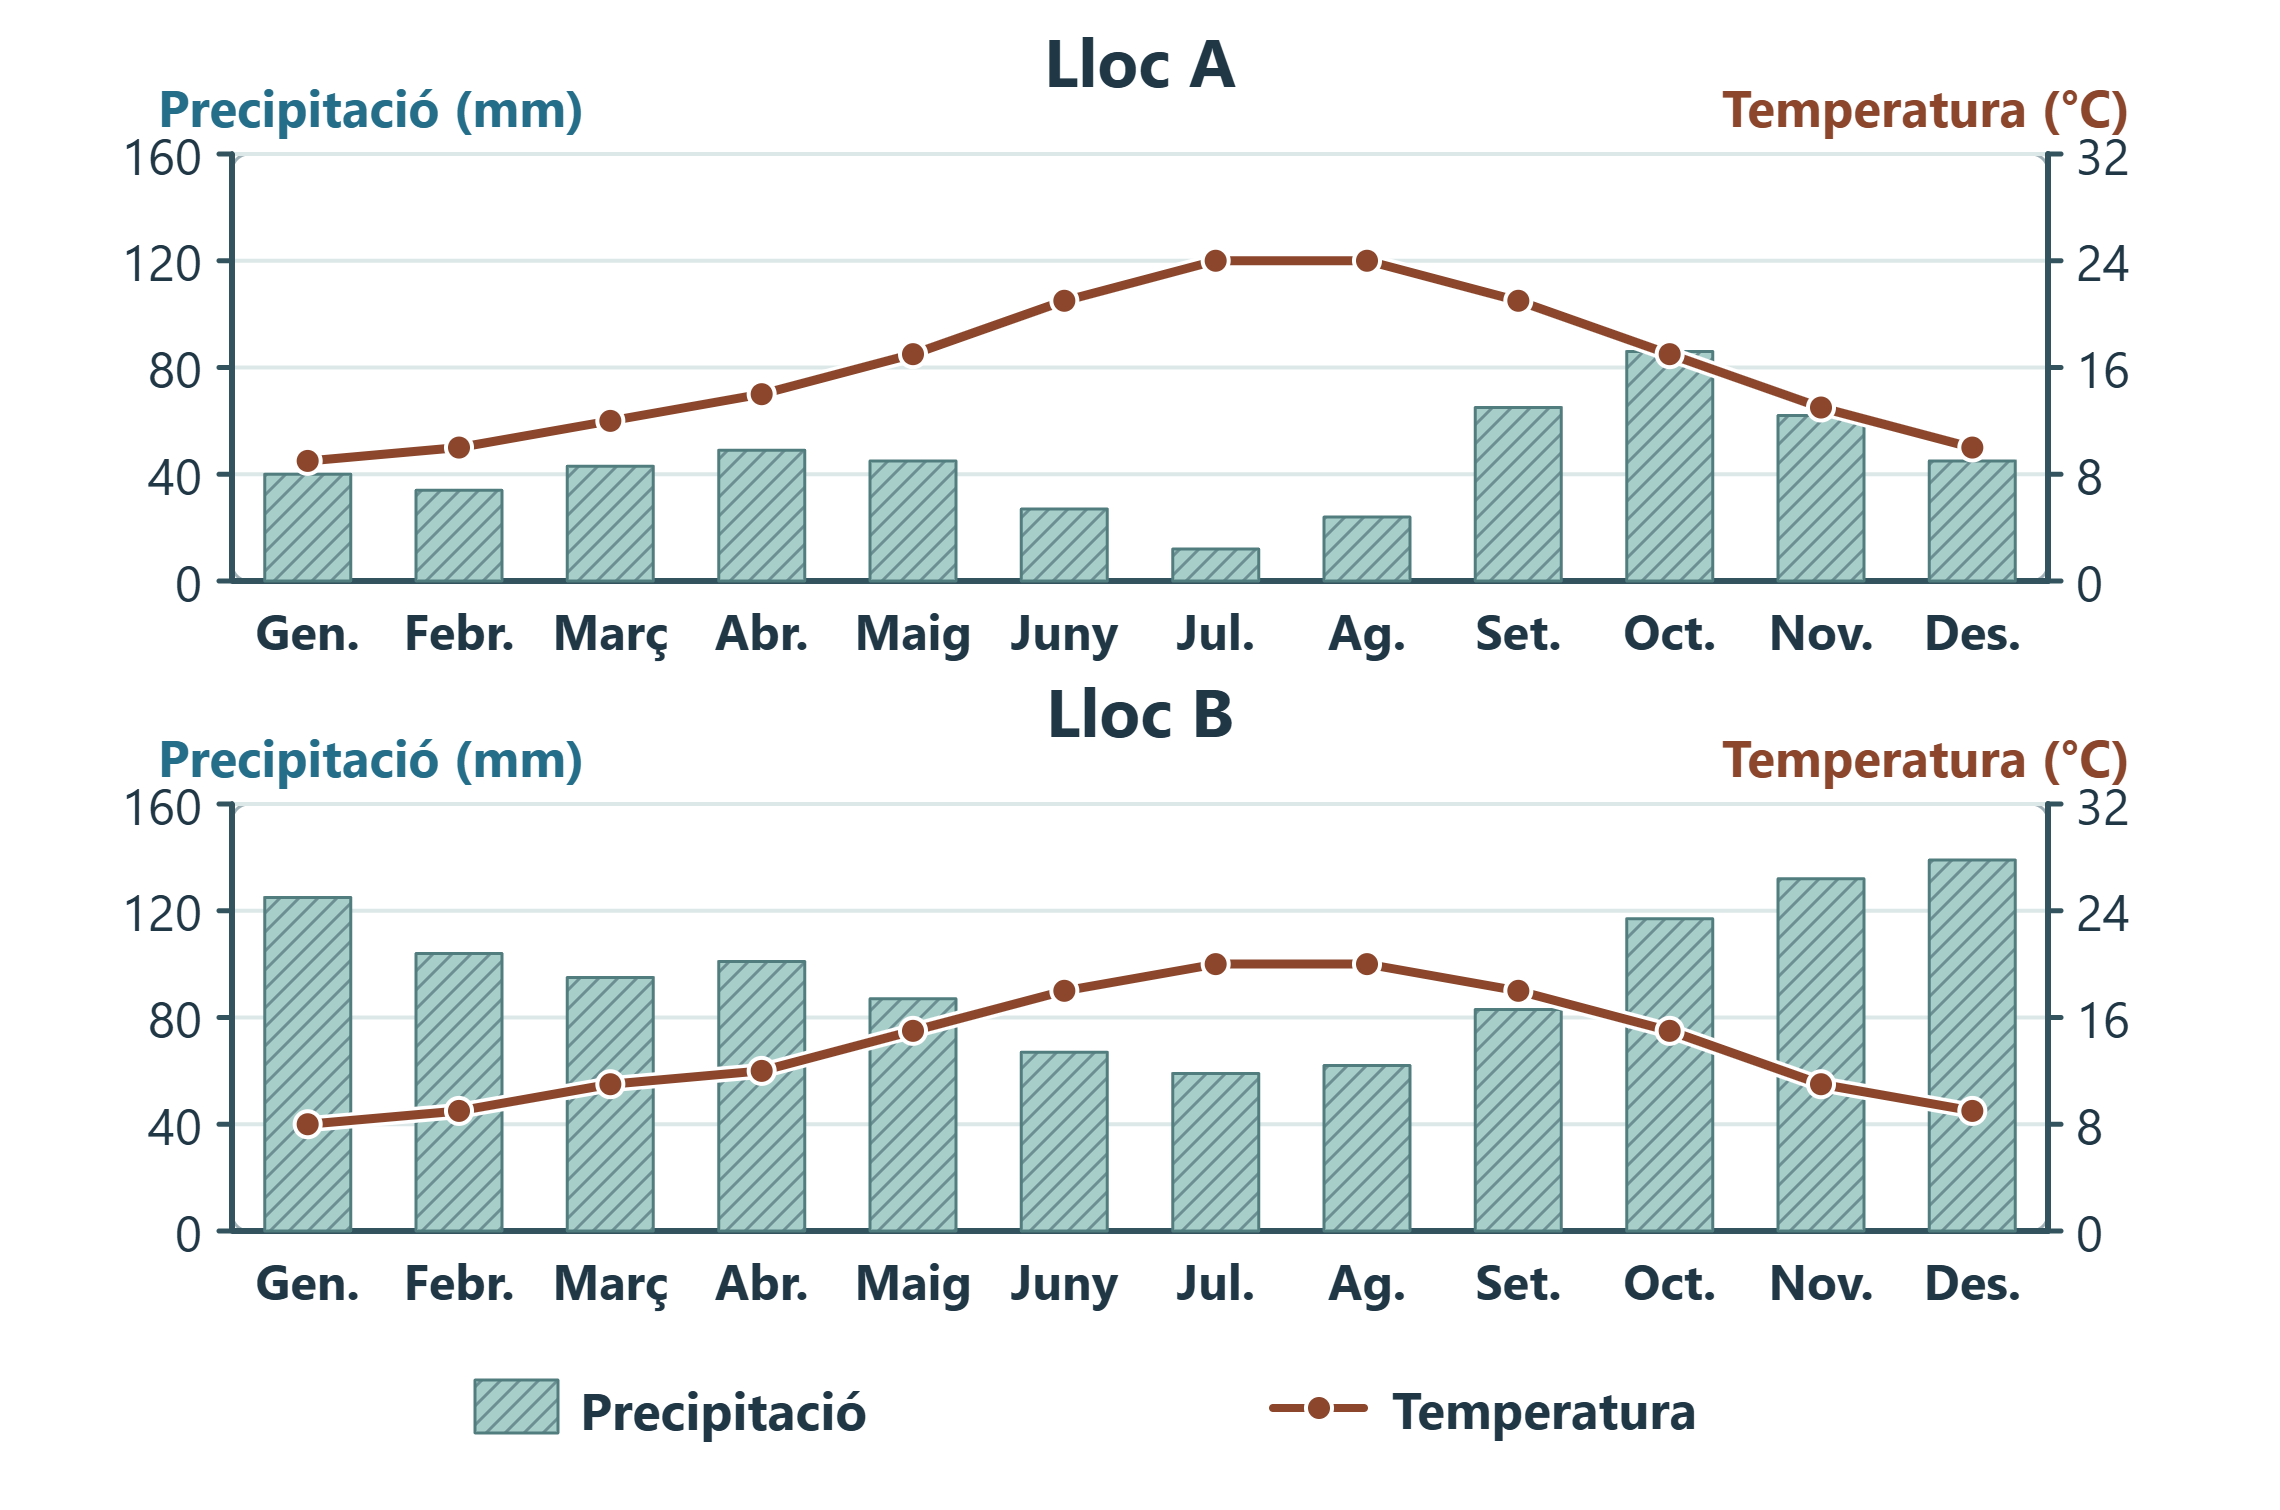 Lloc A
Precipitació (mm) Temperatura (°C)
160 32
120 24
80 16
40 8
0 0
Gen. Febr. Març Abr. Maig Juny Jul. Ag. Set. Oct. Nov. Des.
Lloc B
Precipitació (mm) Temperatura (°C)
160 32
120 24
80 16
40 8
0 0
Gen. Febr. Març Abr. Maig Juny Jul. Ag. Set. Oct. Nov. Des.
Precipitació Temperatura